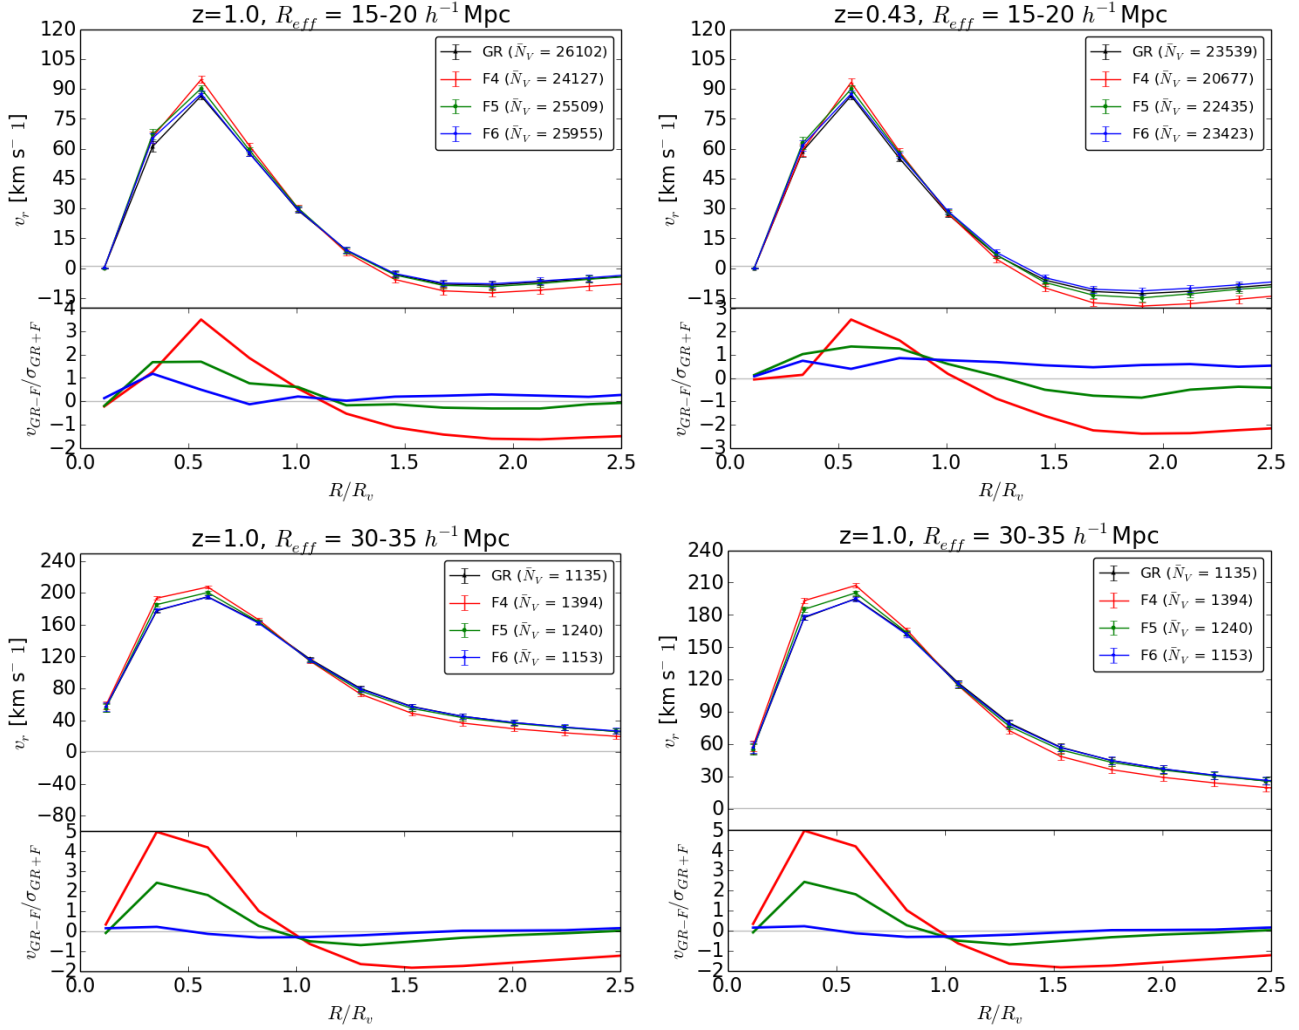 z=1.0, R_eff = 15-20 h⁻¹Mpc
120
105
90
75
60
45
30
15
0
−15
v_r [km s⁻ 1]
GR (N̄_V = 26102)
F4 (N̄_V = 24127)
F5 (N̄_V = 25509)
F6 (N̄_V = 25955)
4
3
2
1
0
−1
−2
v_GR−F/σ_GR+F
0.0 0.5 1.0 1.5 2.0 2.5
R/R_v
z=0.43, R_eff = 15-20 h⁻¹Mpc
120
105
90
75
60
45
30
15
0
−15
v_r [km s⁻ 1]
GR (N̄_V = 23539)
F4 (N̄_V = 20677)
F5 (N̄_V = 22435)
F6 (N̄_V = 23423)
3
2
1
0
−1
−2
−3
v_GR−F/σ_GR+F
0.0 0.5 1.0 1.5 2.0 2.5
R/R_v
z=1.0, R_eff = 30-35 h⁻¹Mpc
240
200
160
120
80
40
0
−40
−80
v_r [km s⁻ 1]
GR (N̄_V = 1135)
F4 (N̄_V = 1394)
F5 (N̄_V = 1240)
F6 (N̄_V = 1153)
5
4
3
2
1
0
−1
−2
v_GR−F/σ_GR+F
0.0 0.5 1.0 1.5 2.0 2.5
R/R_v
z=1.0, R_eff = 30-35 h⁻¹Mpc
240
210
180
150
120
90
60
30
0
v_r [km s⁻ 1]
GR (N̄_V = 1135)
F4 (N̄_V = 1394)
F5 (N̄_V = 1240)
F6 (N̄_V = 1153)
5
4
3
2
1
0
−1
−2
v_GR−F/σ_GR+F
0.0 0.5 1.0 1.5 2.0 2.5
R/R_v